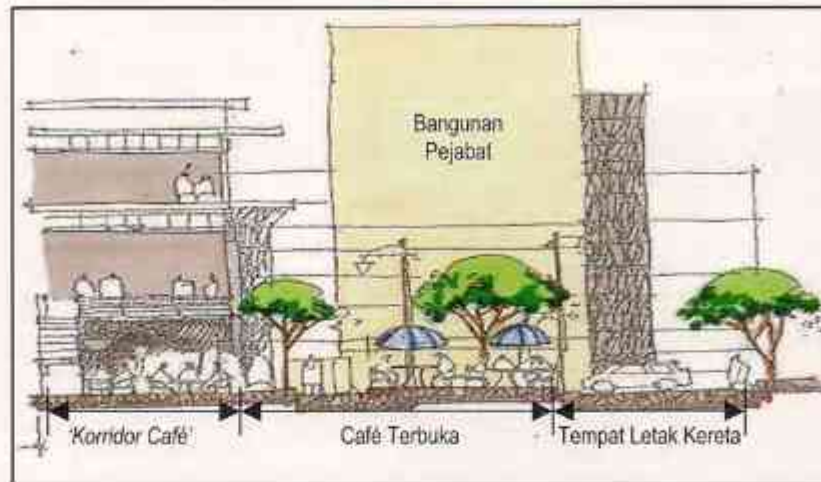 Bangunan
Pejabat
'Korridor Café'
Café Terbuka
Tempat Letak Kereta